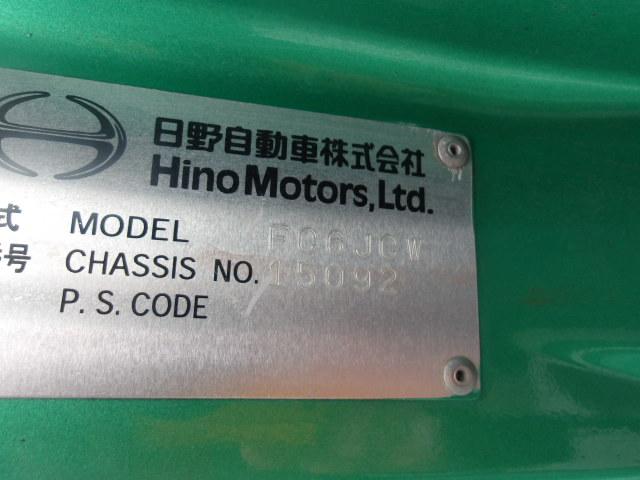 日野自動車株式会社
Hino Motors, Ltd.
式 MODEL FC6JCW
番号 CHASSIS NO. 15092
P. S. CODE